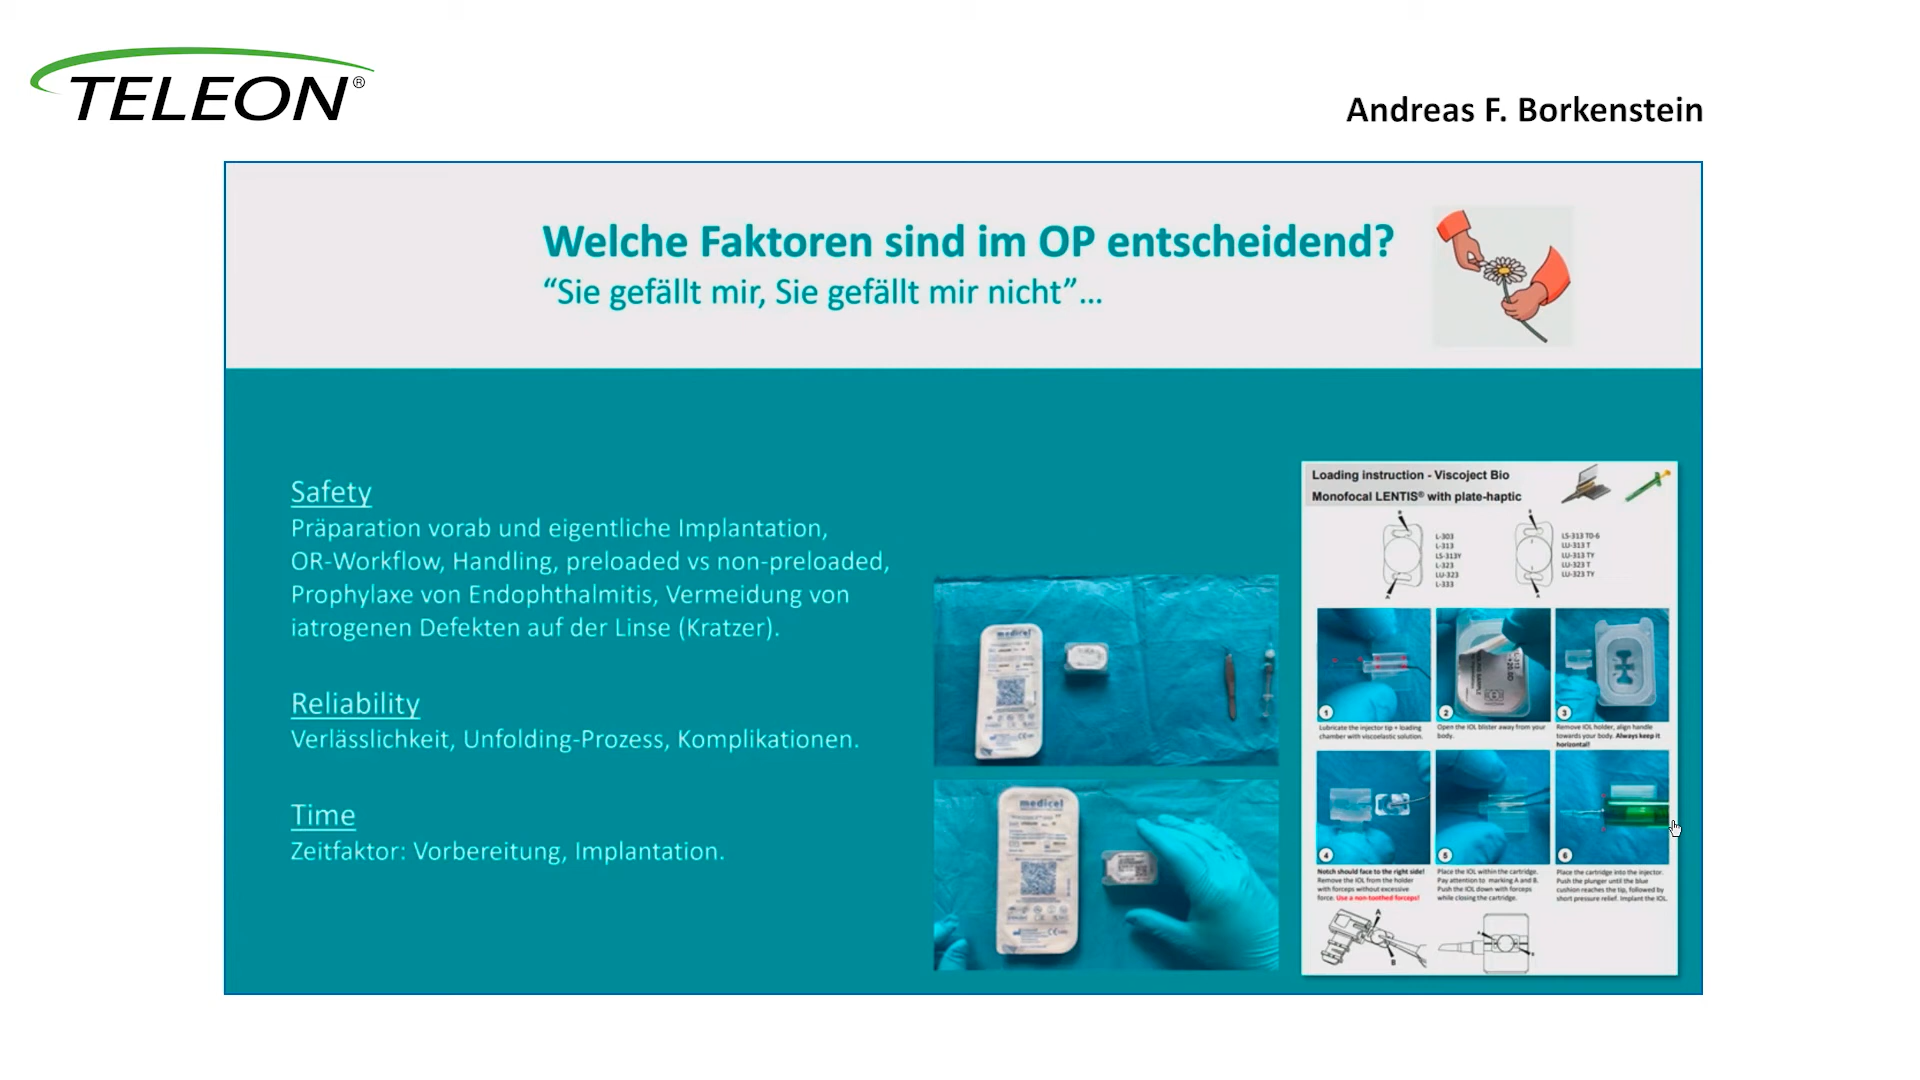 TELEON®
Andreas F. Borkenstein
Welche Faktoren sind im OP entscheidend?
“Sie gefällt mir, Sie gefällt mir nicht”...
Safety
Präparation vorab und eigentliche Implantation,
OR-Workflow, Handling, preloaded vs non-preloaded,
Prophylaxe von Endophthalmitis, Vermeidung von
iatrogenen Defekten auf der Linse (Kratzer).
Reliability
Verlässlichkeit, Unfolding-Prozess, Komplikationen.
Time
Zeitfaktor: Vorbereitung, Implantation.
medicel
medicel
Loading instruction - Viscoject Bio
Monofocal LENTIS® with plate-haptic
L-303
L-313
LS-313Y
L-323
LU-323
L-333
LS-313 TO-6
LU-313 T
LU-313 TY
LU-323 T
LU-323 TY
1
Lubricate the injector tip + loading
chamber with viscoelastic solution.
2
Open the IOL blister away from your
body.
3
Remove IOL holder, align handle
towards your body. Always keep it
horizontal!
4
Notch should face to the right side!
Remove the IOL from the holder
with forceps without excessive
force. Use a non-toothed forceps!
5
Place the IOL within the cartridge.
Pay attention to marking A and B.
Push the IOL down with forceps
while closing the cartridge.
6
Place the cartridge into the injector.
Push the plunger until the blue
cushion reaches the tip, followed by
short pressure relief. Implant the IOL.
A
B